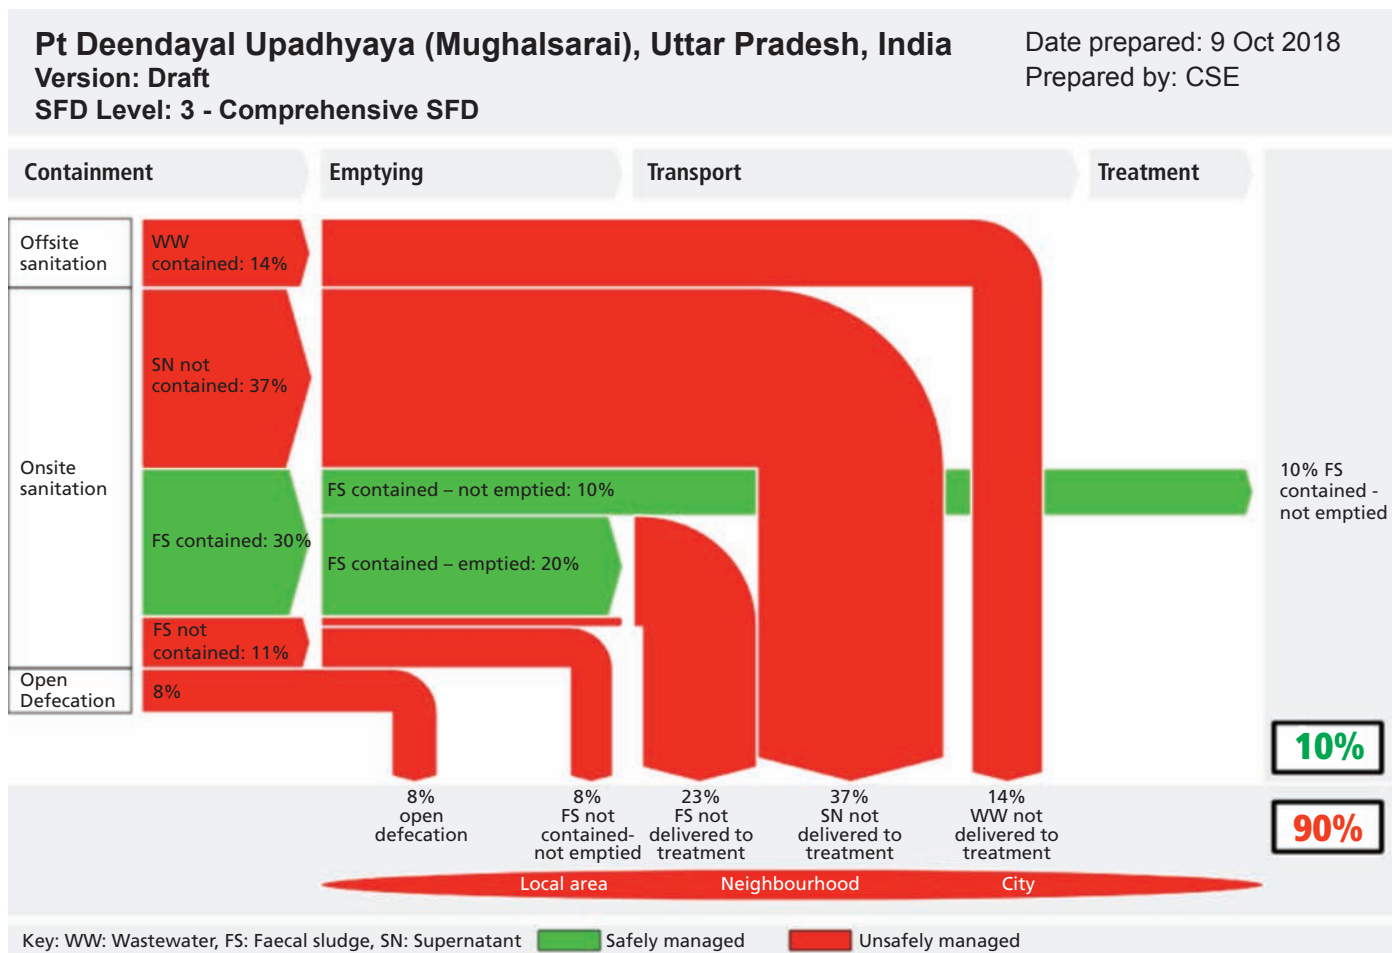 Pt Deendayal Upadhyaya (Mughalsarai), Uttar Pradesh, India
Version: Draft
SFD Level: 3 - Comprehensive SFD
Date prepared: 9 Oct 2018
Prepared by: CSE
Containment
Emptying
Transport
Treatment
Offsite
sanitation
WW
contained: 14%
SN not
contained: 37%
Onsite
sanitation
FS contained – not emptied: 10%
10% FS
contained -
not emptied
FS contained: 30%
FS contained – emptied: 20%
FS not
contained: 11%
Open
Defecation
8%
10%
8%
open
defecation
8%
FS not
contained-
not emptied
23%
FS not
delivered to
treatment
37%
SN not
delivered to
treatment
14%
WW not
delivered to
treatment
90%
Local area
Neighbourhood
City
Key: WW: Wastewater, FS: Faecal sludge, SN: Supernatant
Safely managed
Unsafely managed